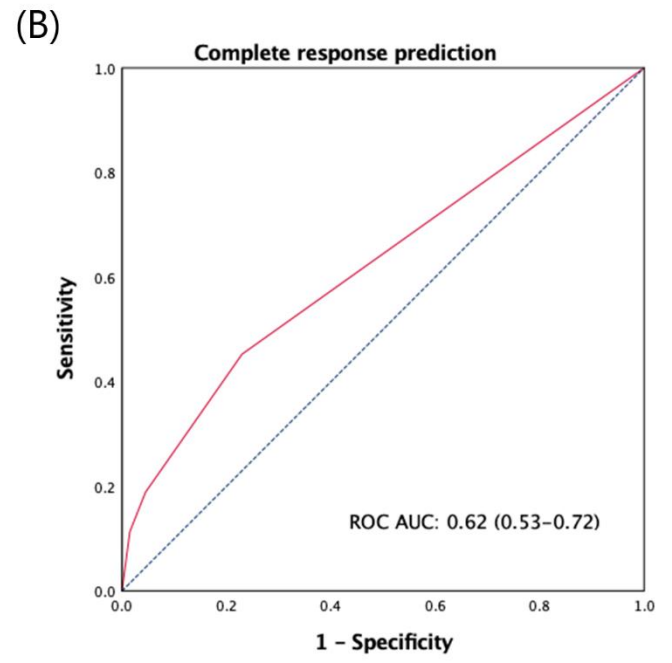 (B)
Complete response prediction
1.0
0.8
0.6
0.4
0.2
0.0
Sensitivity
ROC AUC: 0.62 (0.53–0.72)
0.0 0.2 0.4 0.6 0.8 1.0
1 – Specificity